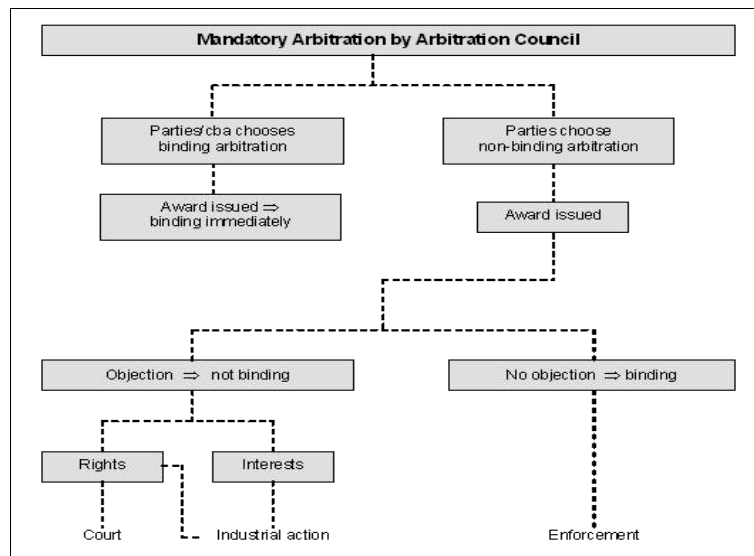 Mandatory Arbitration by Arbitration Council
Parties/cba chooses
binding arbitration
Parties choose
non-binding arbitration
Award issued ⇒
binding immediately
Award issued
Objection ⇒ not binding
No objection ⇒ binding
Rights
Interests
Court
Industrial action
Enforcement